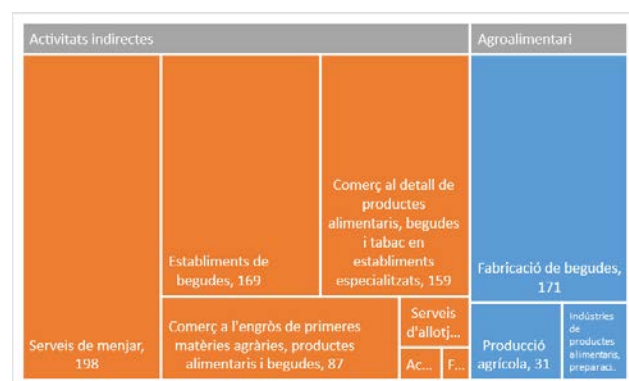 Activitats indirectes
Agroalimentari
Serveis de menjar,
198
Establiments de
begudes, 169
Comerç al detall de
productes
alimentaris, begudes
i tabac en
establiments
especialitzats, 159
Comerç a l'engròs de primeres
matèries agràries, productes
alimentaris i begudes, 87
Serveis
d'allotj...
Ac...
F...
Fabricació de begudes,
171
Producció
agrícola, 31
Indústries
de
productes
alimentaris,
preparaci..